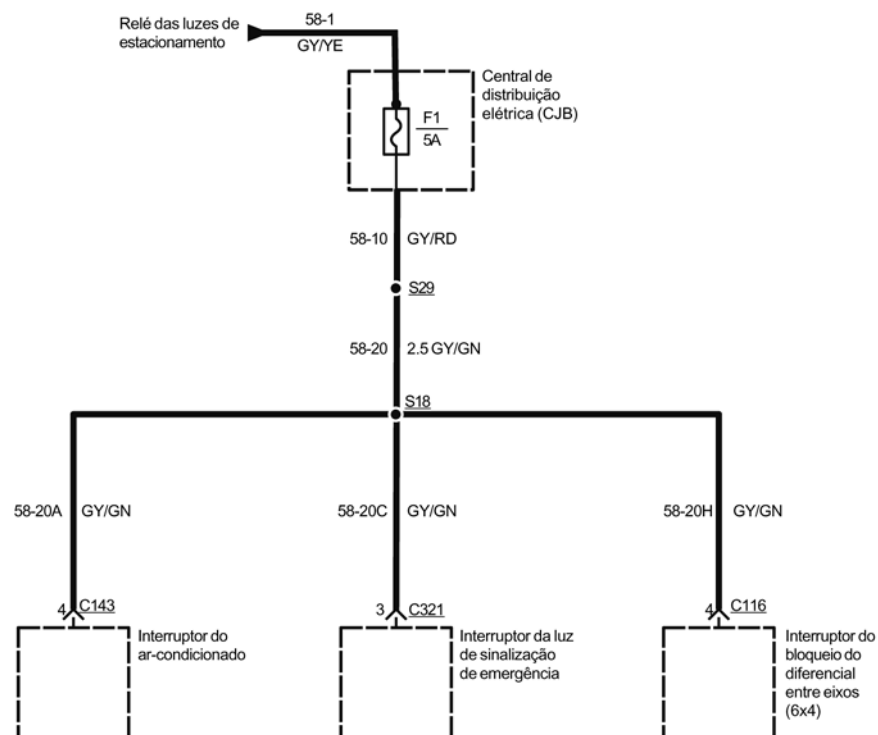 Relé das luzes de
estacionamento
58-1
GY/YE
Central de
distribuição
elétrica (CJB)
F1
5A
58-10 GY/RD
S29
58-20 2.5 GY/GN
S18
58-20A GY/GN
58-20C GY/GN
58-20H GY/GN
4 C143
3 C321
4 C116
Interruptor do
ar-condicionado
Interruptor da luz
de sinalização
de emergência
Interruptor do
bloqueio do
diferencial
entre eixos
(6x4)